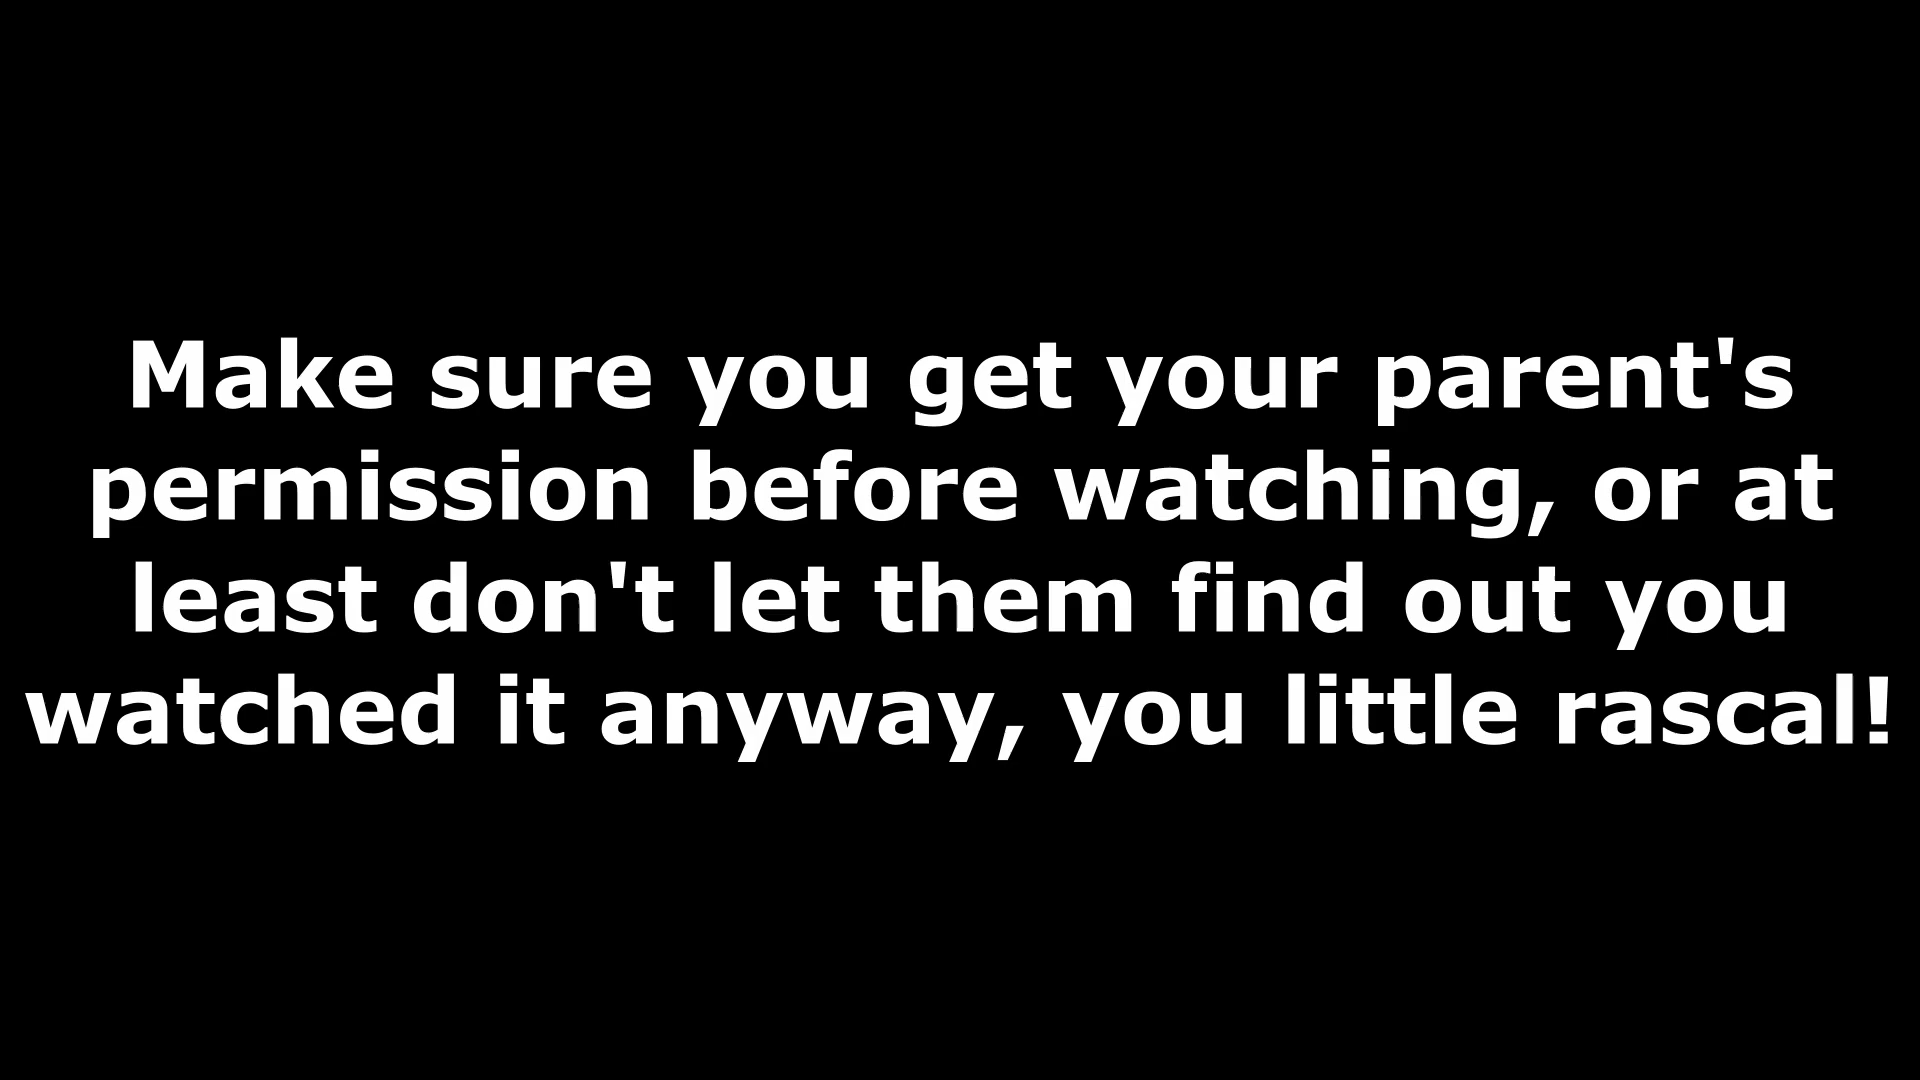 Make sure you get your parent's
permission before watching, or at
least don't let them find out you
watched it anyway, you little rascal!